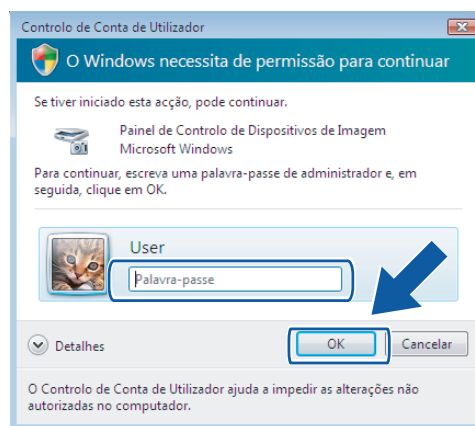 Controlo de Conta de Utilizador
O Windows necessita de permissão para continuar
Se tiver iniciado esta acção, pode continuar.
Painel de Controlo de Dispositivos de Imagem
Microsoft Windows
Para continuar, escreva uma palavra-passe de administrador e, em
seguida, clique em OK.
User
Palavra-passe
Detalhes
OK
Cancelar
O Controlo de Conta de Utilizador ajuda a impedir as alterações não
autorizadas no computador.